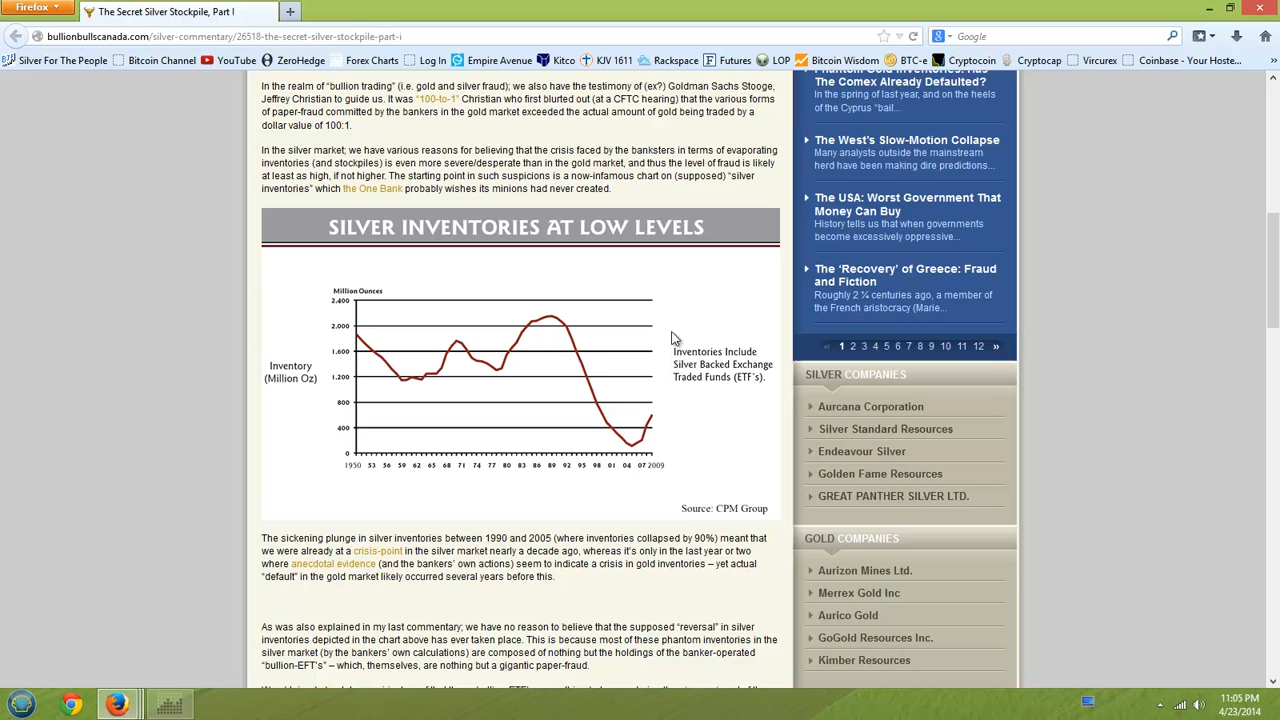 Firefox
The Secret Silver Stockpile, Part I
bullionbullscanada.com/silver-commentary/26518-the-secret-silver-stockpile-part-i
Google
Silver For The People
Bitcoin Channel
YouTube
ZeroHedge
Forex Charts
Log In
Empire Avenue
Kitco
KJV 1611
Rackspace
Futures
LOP
Bitcoin Wisdom
BTC-e
Cryptocoin
Cryptocap
Vircurex
Coinbase - Your Hoste...
In the realm of "bullion trading" (i.e. gold and silver fraud); we also have the testimony of (ex?) Goldman Sachs Stooge,
Jeffrey Christian to guide us. It was "100-to-1" Christian who first blurted out (at a CFTC hearing) that the various forms
of paper-fraud committed by the bankers in the gold market exceeded the actual amount of gold being traded by a
dollar value of 100:1.
In the silver market; we have various reasons for believing that the crisis faced by the banksters in terms of evaporating
inventories (and stockpiles) is even more severe/desperate than in the gold market, and thus the level of fraud is likely
at least as high, if not higher. The starting point in such suspicions is a now-infamous chart on (supposed) "silver
inventories" which the One Bank probably wishes its minions had never created.
SILVER INVENTORIES AT LOW LEVELS
Million Ounces
2,400
2,000
1,600
1,200
800
400
0
Inventory
(Million Oz)
1950 53 56 59 62 65 68 71 74 77 80 83 86 89 92 95 98 01 04 07 2009
Inventories Include
Silver Backed Exchange
Traded Funds (ETF's).
Source: CPM Group
The sickening plunge in silver inventories between 1990 and 2005 (where inventories collapsed by 90%) meant that
we were already at a crisis-point in the silver market nearly a decade ago, whereas it's only in the last year or two
where anecdotal evidence (and the bankers' own actions) seem to indicate a crisis in gold inventories – yet actual
"default" in the gold market likely occurred several years before this.
As was also explained in my last commentary; we have no reason to believe that the supposed "reversal" in silver
inventories depicted in the chart above has ever taken place. This is because most of these phantom inventories in the
silver market (by the bankers' own calculations) are composed of nothing but the holdings of the banker-operated
"bullion-EFT's" – which, themselves, are nothing but a gigantic paper-fraud.
Comex Already Defaulted?
In the spring of last year, and on the heels
of the Cyprus "bail...
The West's Slow-Motion Collapse
Many analysts outside the mainstream
herd have been making dire predictions...
The USA: Worst Government That
Money Can Buy
History tells us that when governments
become excessively oppressive...
The 'Recovery' of Greece: Fraud
and Fiction
Roughly 2 ¼ centuries ago, a member of
the French aristocracy (Marie...
« 1 2 3 4 5 6 7 8 9 10 11 12 »
SILVER COMPANIES
Aurcana Corporation
Silver Standard Resources
Endeavour Silver
Golden Fame Resources
GREAT PANTHER SILVER LTD.
GOLD COMPANIES
Aurizon Mines Ltd.
Merrex Gold Inc
Aurico Gold
GoGold Resources Inc.
Kimber Resources
11:05 PM
4/23/2014